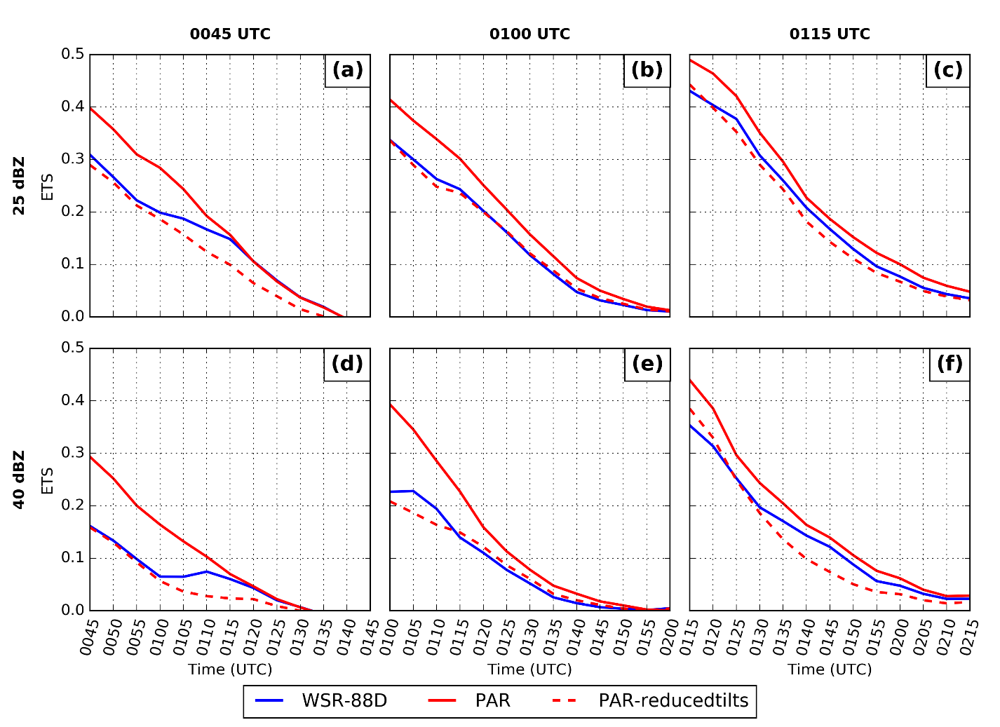 0045 UTC 0100 UTC 0115 UTC
(a) (b) (c)
25 dBZ
ETS
0.5
0.4
0.3
0.2
0.1
0.0
(d) (e) (f)
40 dBZ
ETS
0.5
0.4
0.3
0.2
0.1
0.0
0045 0050 0055 0100 0105 0110 0115 0120 0125 0130 0135 0140 0145
0100 0105 0110 0115 0120 0125 0130 0135 0140 0145 0150 0155 0200
0115 0120 0125 0130 0135 0140 0145 0150 0155 0200 0205 0210 0215
Time (UTC) Time (UTC) Time (UTC)
WSR-88D PAR PAR-reducedtilts